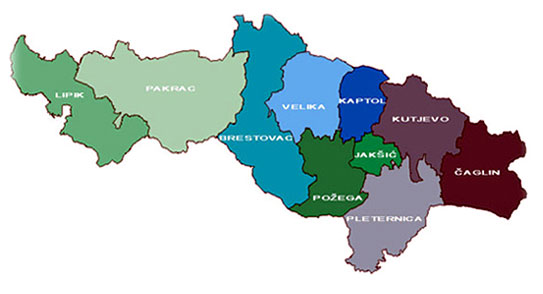 LIPIK
PAKRAC
VELIKA
KAPTOL
KUTJEVO
BRESTOVAC
JAKŠIĆ
ČAGLIN
POŽEGA
PLETERNICA